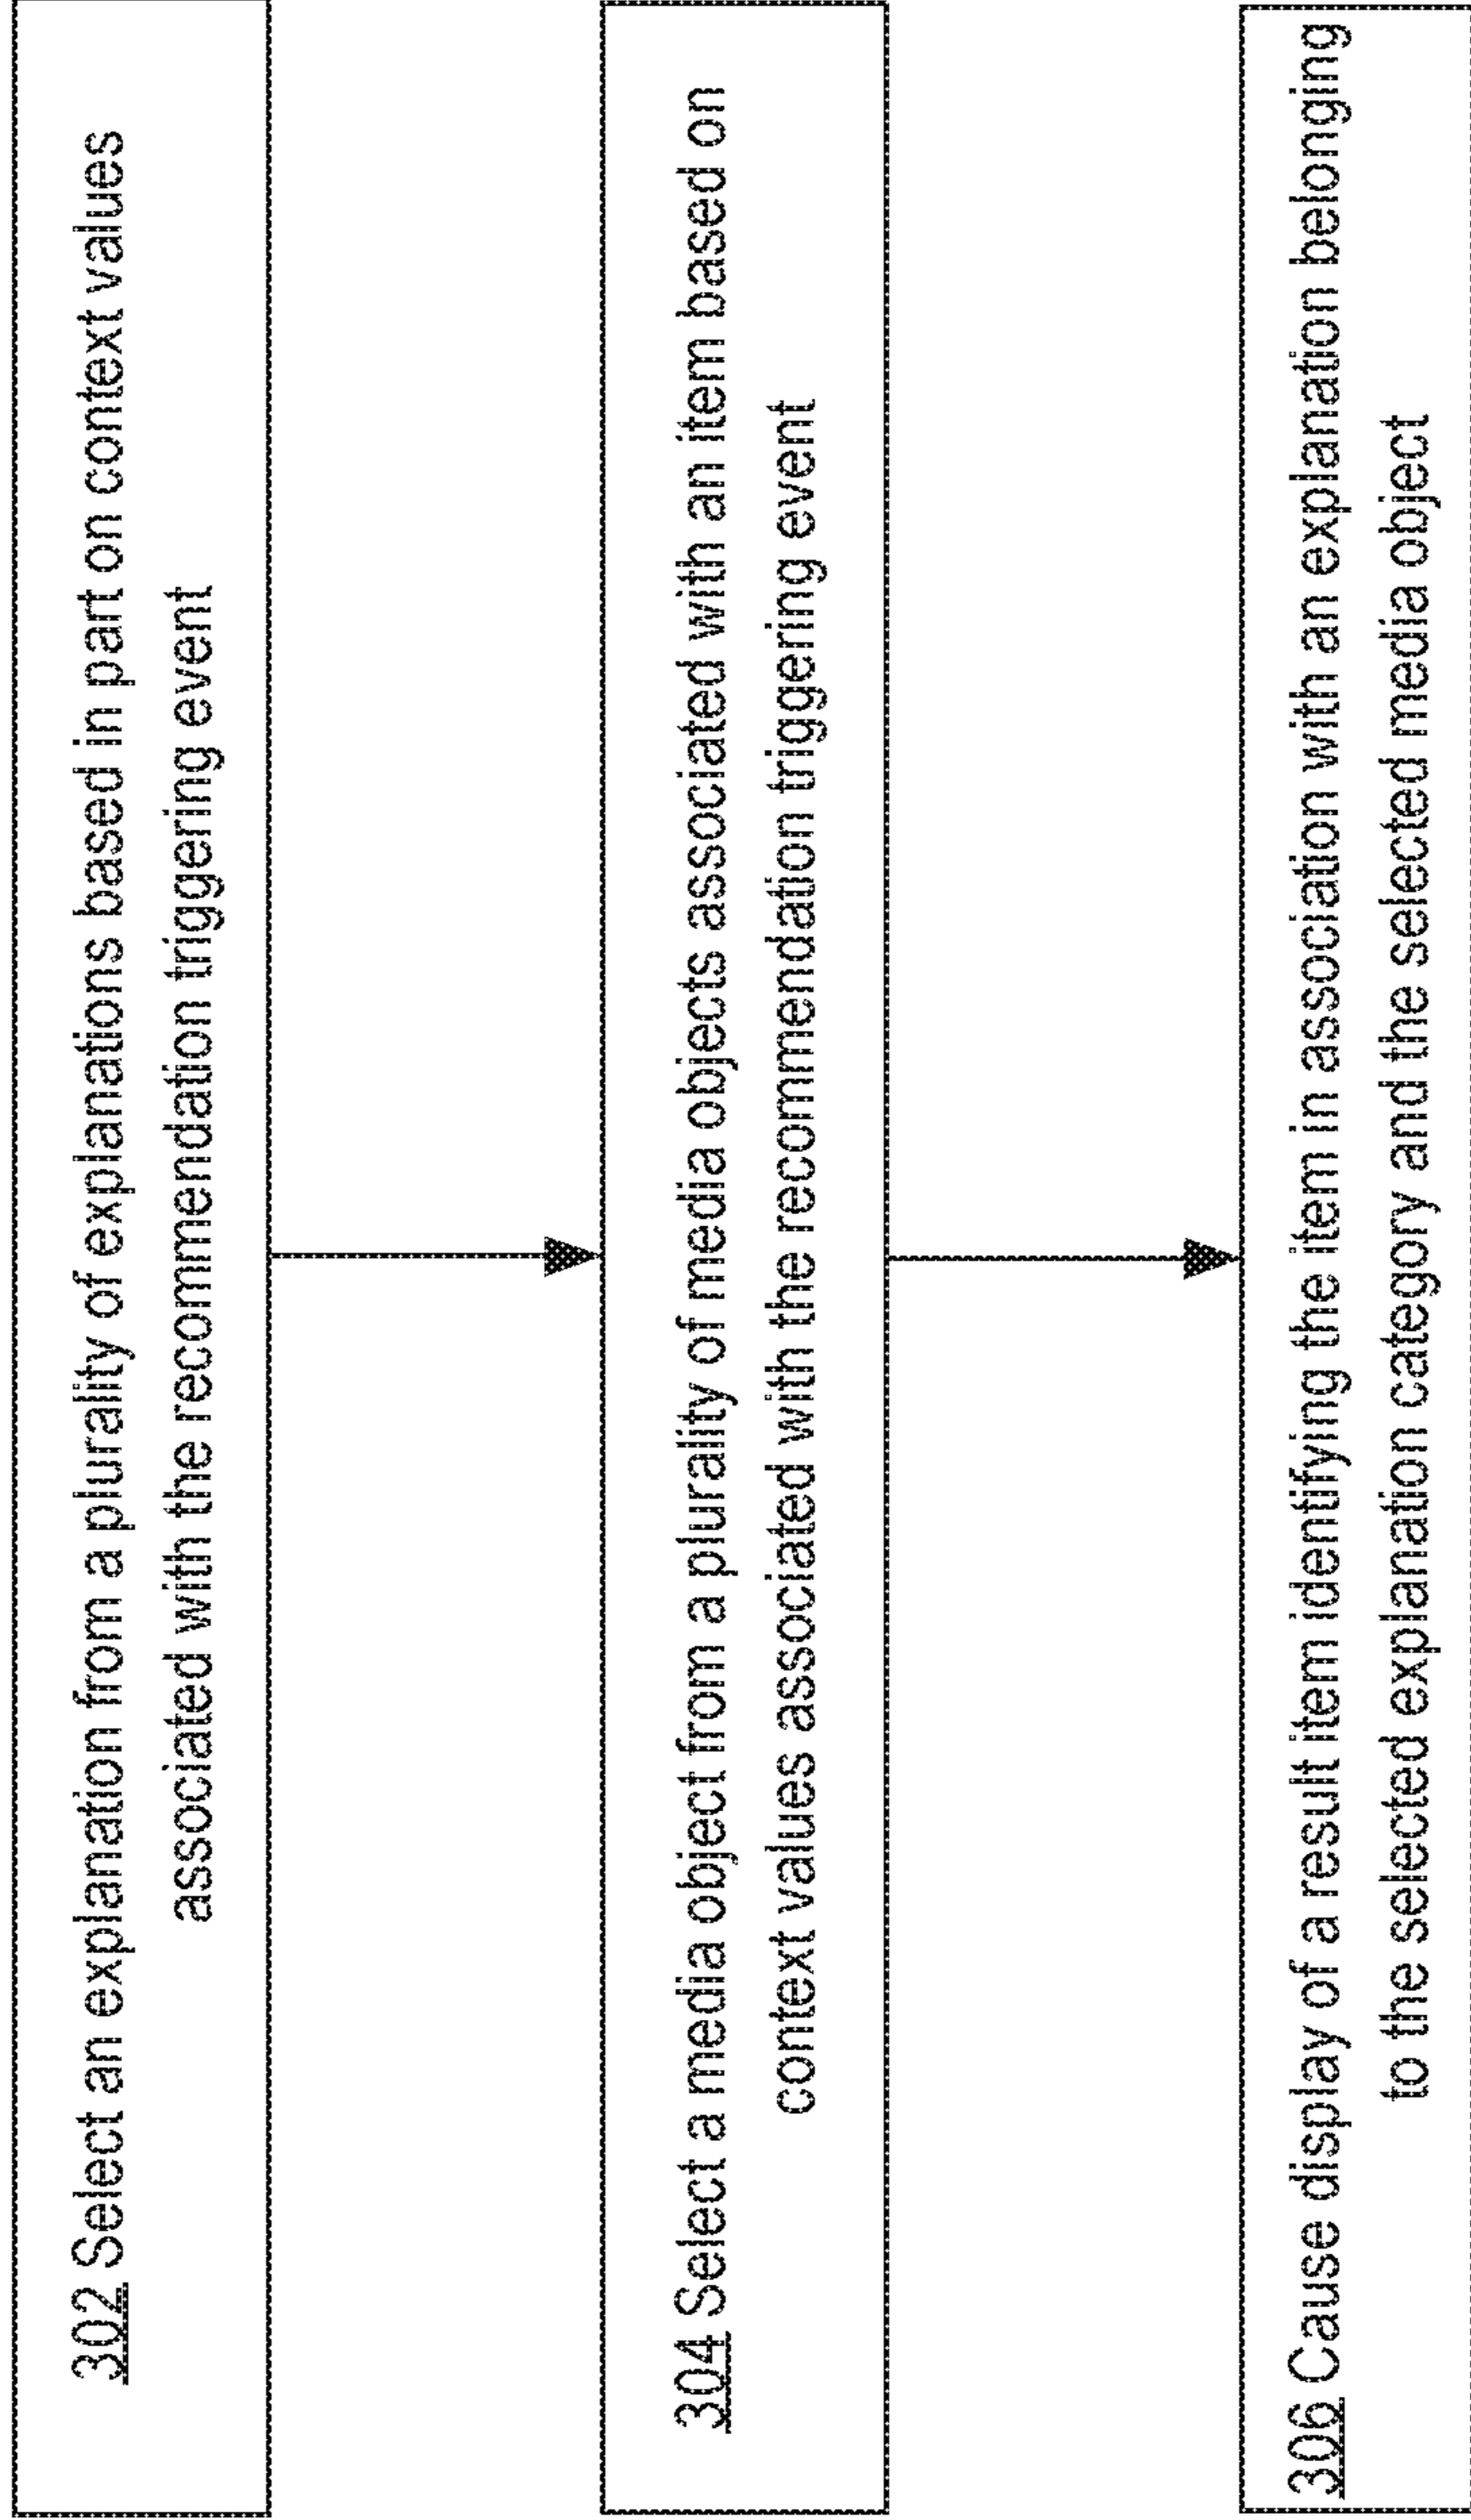 302 Select an explanation from a plurality of explanations based in part on context values
associated with the recommendation triggering event
304 Select a media object from a plurality of media objects associated with an item based on
context values associated with the recommendation triggering event
306 Cause display of a result item identifying the item in association with an explanation belonging
to the selected explanation category and the selected media object